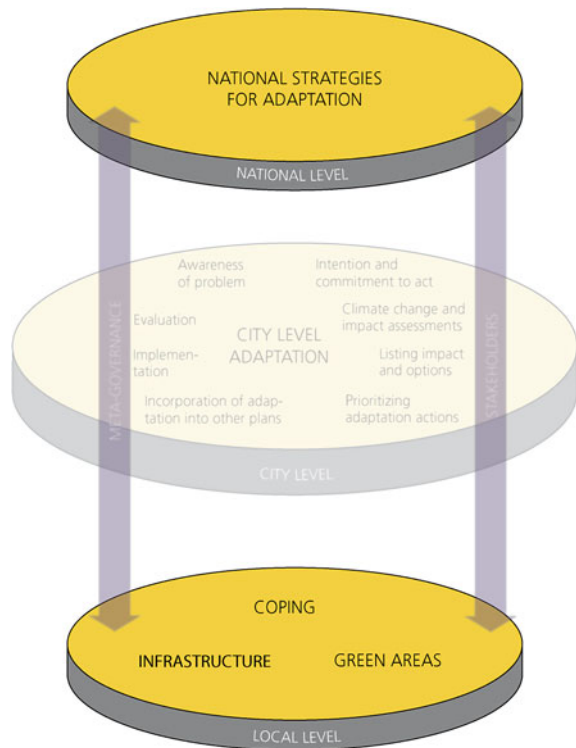 NATIONAL STRATEGIES
FOR ADAPTATION
NATIONAL LEVEL
Awareness
of problem
Intention and
commitment to act
Evaluation
Climate change and
impact assessments
CITY LEVEL
ADAPTATION
Implemen-
tation
Listing impact
and options
Incorporation of adap-
tation into other plans
Prioritizing
adaptation actions
META-GOVERNANCE
STAKEHOLDERS
CITY LEVEL
COPING
INFRASTRUCTURE
GREEN AREAS
LOCAL LEVEL